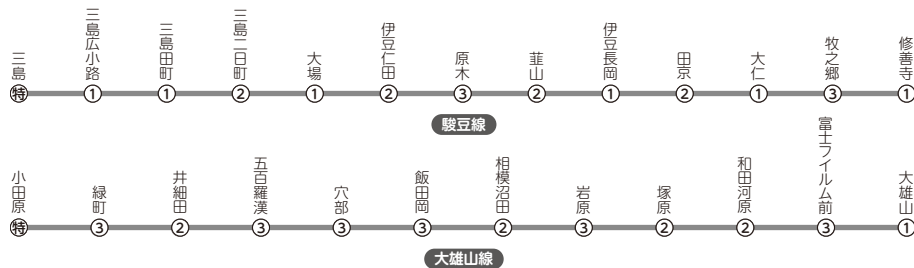 三島 三島広小路 三島田町 三島二日町 大場 伊豆仁田 原木 韮山 伊豆長岡 田京 大仁 牧之郷 修善寺
特 1 1 2 1 2 3 2 1 2 1 3 1
駿豆線
小田原 緑町 井細田 五百羅漢 穴部 飯田岡 相模沼田 岩原 塚原 和田河原 富士フイルム前 大雄山
特 3 2 3 3 3 2 3 2 2 3 1
大雄山線